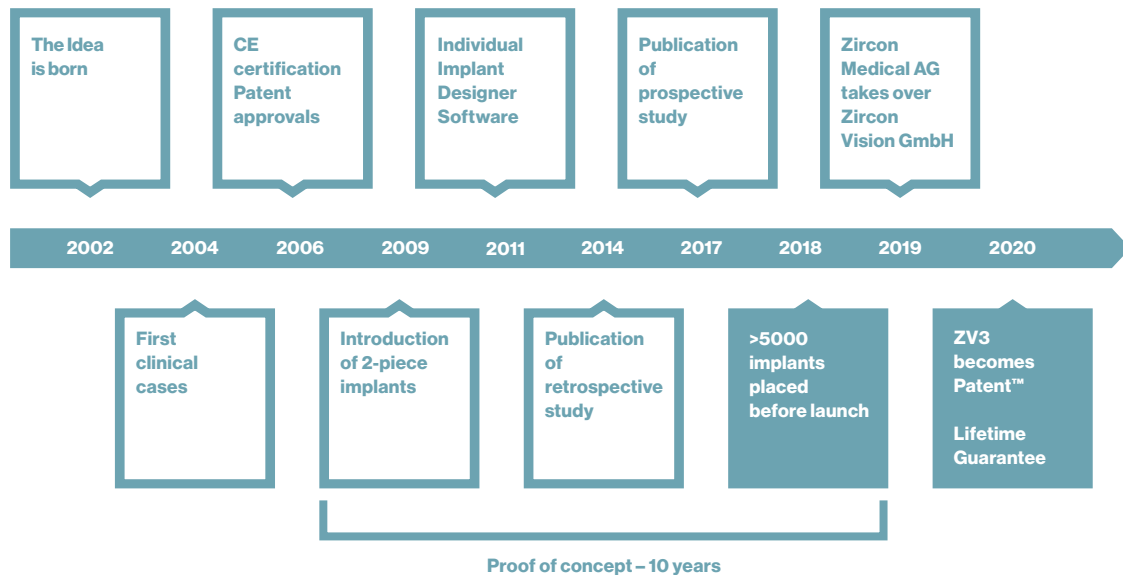 The Idea
is born
CE
certification
Patent
approvals
Individual
Implant
Designer
Software
Publication
of
prospective
study
Zircon
Medical AG
takes over
Zircon
Vision GmbH
2002 2004 2006 2009 2011 2014 2017 2018 2019 2020
First
clinical
cases
Introduction
of 2-piece
implants
Publication
of
retrospective
study
>5000
implants
placed
before launch
ZV3
becomes
Patent™
Lifetime
Guarantee
Proof of concept – 10 years